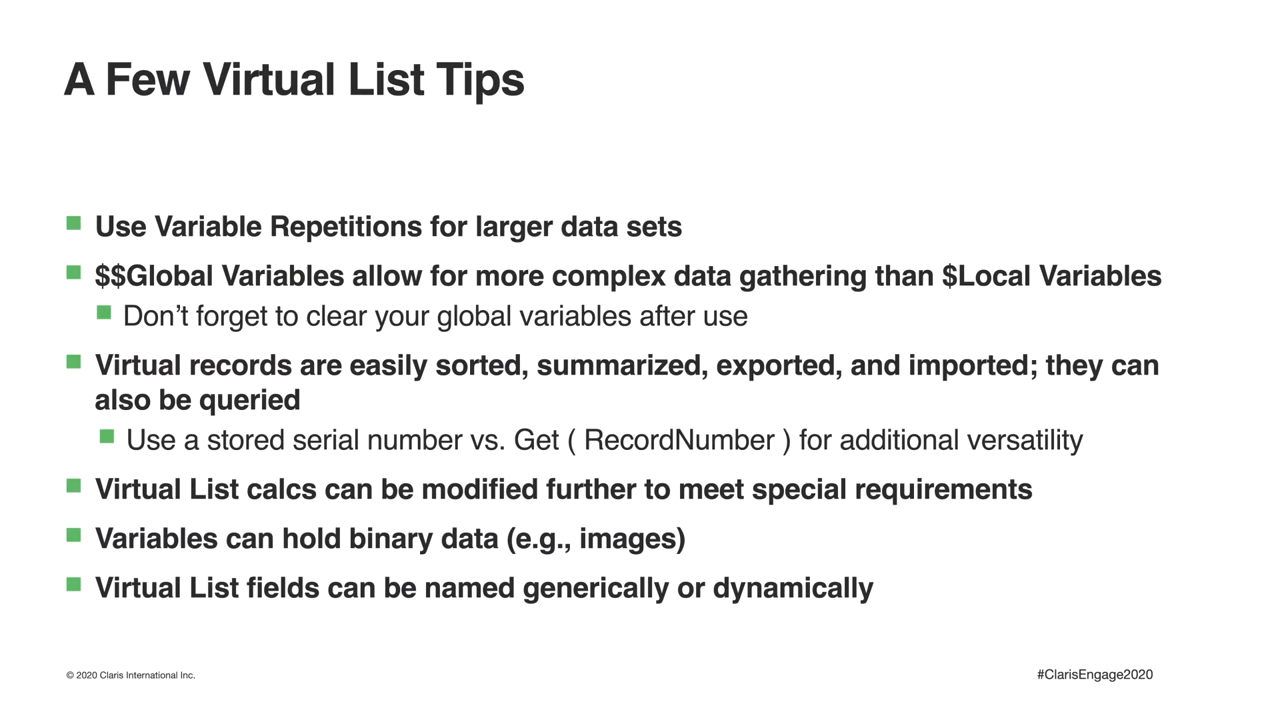 A Few Virtual List Tips
Use Variable Repetitions for larger data sets
$$Global Variables allow for more complex data gathering than $Local Variables
Don’t forget to clear your global variables after use
Virtual records are easily sorted, summarized, exported, and imported; they can
also be queried
Use a stored serial number vs. Get ( RecordNumber ) for additional versatility
Virtual List calcs can be modified further to meet special requirements
Variables can hold binary data (e.g., images)
Virtual List fields can be named generically or dynamically
© 2020 Claris International Inc.
#ClarisEngage2020